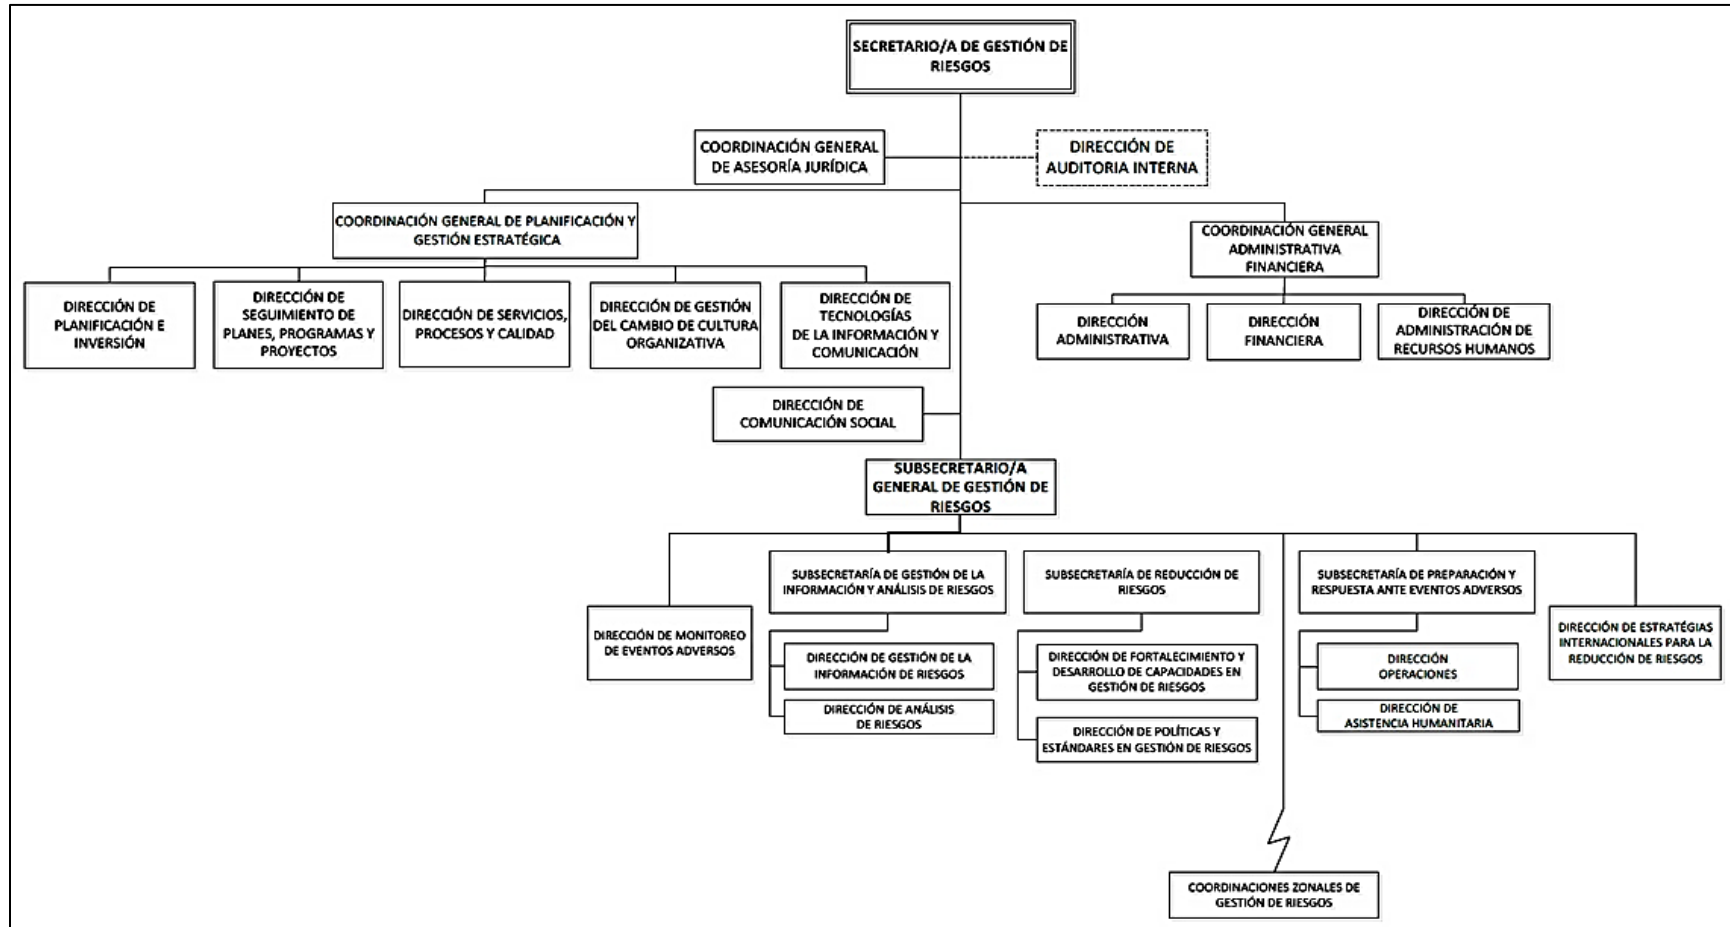 SECRETARIO/A DE GESTIÓN DE
RIESGOS
COORDINACIÓN GENERAL
DE ASESORÍA JURÍDICA
DIRECCIÓN DE
AUDITORIA INTERNA
COORDINACIÓN GENERAL DE PLANIFICACIÓN Y
GESTIÓN ESTRATÉGICA
COORDINACIÓN GENERAL
ADMINISTRATIVA
FINANCIERA
DIRECCIÓN DE
PLANIFICACIÓN E
INVERSIÓN
DIRECCIÓN DE
SEGUIMIENTO DE
PLANES, PROGRAMAS Y
PROYECTOS
DIRECCIÓN DE SERVICIOS,
PROCESOS Y CALIDAD
DIRECCIÓN DE GESTIÓN
DEL CAMBIO DE CULTURA
ORGANIZATIVA
DIRECCIÓN DE
TECNOLOGÍAS
DE LA INFORMACIÓN Y
COMUNICACIÓN
DIRECCIÓN
ADMINISTRATIVA
DIRECCIÓN
FINANCIERA
DIRECCIÓN DE
ADMINISTRACIÓN DE
RECURSOS HUMANOS
DIRECCIÓN DE
COMUNICACIÓN SOCIAL
SUBSECRETARIO/A
GENERAL DE GESTIÓN DE
RIESGOS
DIRECCIÓN DE MONITOREO
DE EVENTOS ADVERSOS
SUBSECRETARÍA DE GESTIÓN DE LA
INFORMACIÓN Y ANÁLISIS DE RIESGOS
DIRECCIÓN DE GESTIÓN DE LA
INFORMACIÓN DE RIESGOS
DIRECCIÓN DE ANÁLISIS
DE RIESGOS
SUBSECRETARÍA DE REDUCCIÓN DE
RIESGOS
DIRECCIÓN DE FORTALECIMIENTO Y
DESARROLLO DE CAPACIDADES EN
GESTIÓN DE RIESGOS
DIRECCIÓN DE POLÍTICAS Y
ESTÁNDARES EN GESTIÓN DE RIESGOS
SUBSECRETARÍA DE PREPARACIÓN Y
RESPUESTA ANTE EVENTOS ADVERSOS
DIRECCIÓN
OPERACIONES
DIRECCIÓN DE
ASISTENCIA HUMANITARIA
DIRECCIÓN DE ESTRATÉGIAS
INTERNACIONALES PARA LA
REDUCCIÓN DE RIESGOS
COORDINACIONES ZONALES DE
GESTIÓN DE RIESGOS